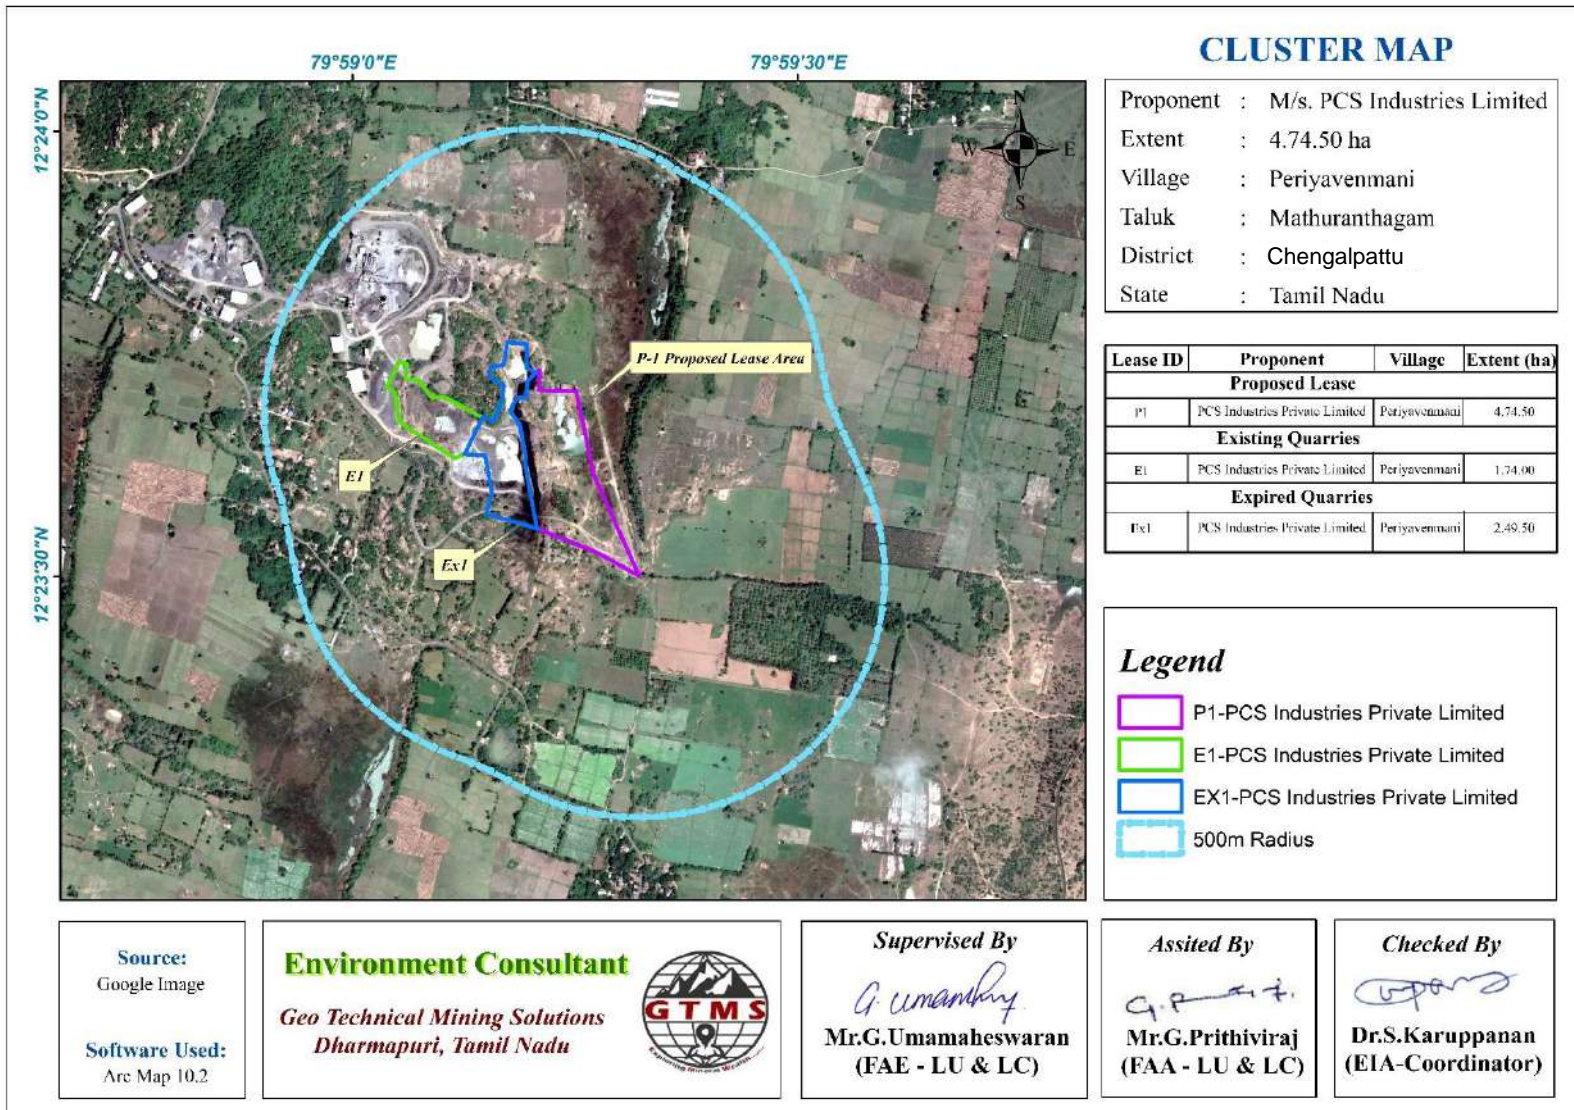 CLUSTER MAP
79°59'0"E
79°59'30"E
12°24'0"N
12°23'30"N
N
W
E
S
P-1 Proposed Lease Area
E1
Ex1
Proponent : M/s. PCS Industries Limited
Extent : 4.74.50 ha
Village : Periyavenmani
Taluk : Mathuranthagam
District : Chengalpattu
State : Tamil Nadu
Lease ID Proponent Village Extent (ha)
Proposed Lease
P1 PCS Industries Private Limited Periyavenmani 4.74.50
Existing Quarries
E1 PCS Industries Private Limited Periyavenmani 1.74.00
Expired Quarries
Ex1 PCS Industries Private Limited Periyavenmani 2.49.50
Legend
P1-PCS Industries Private Limited
E1-PCS Industries Private Limited
EX1-PCS Industries Private Limited
500m Radius
Source:
Google Image
Software Used:
Arc Map 10.2
Environment Consultant
Geo Technical Mining Solutions
Dharmapuri, Tamil Nadu
GTMS
Supervised By
Mr.G.Umamaheswaran
(FAE - LU & LC)
Assited By
Mr.G.Prithiviraj
(FAA - LU & LC)
Checked By
Dr.S.Karuppanan
(EIA-Coordinator)